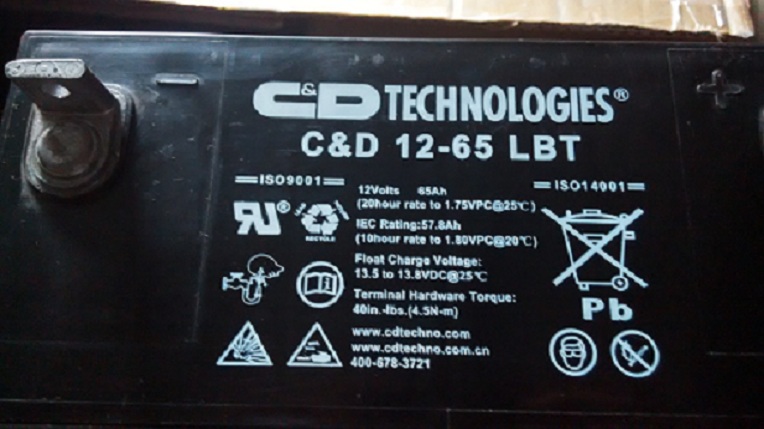 C&D TECHNOLOGIES®
C&D 12-65 LBT
ISO9001
12Volts 65Ah
(20hour rate to 1.75VPC@25℃)
IEC Rating:57.8Ah
(10hour rate to 1.80VPC@20℃)
Float Charge Voltage:
13.5 to 13.8VDC@25℃
Terminal Hardware Torque:
40in.-lbs.(4.5N-m)
www.cdtechno.com
www.cdtechno.com.cn
400-678-3721
RECYCLE
ISO14001
Pb